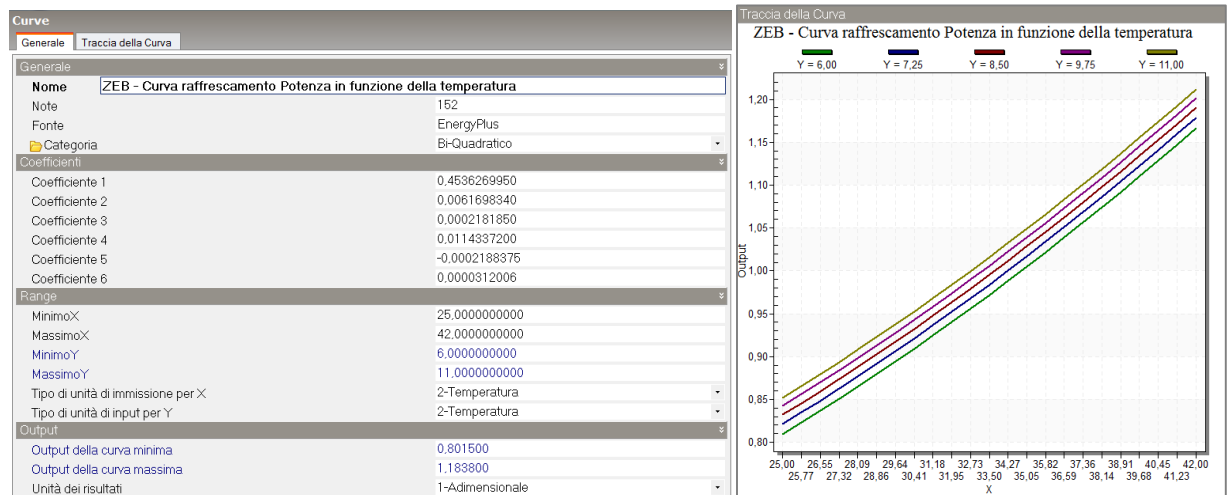 Curve
Generale Traccia della Curva
Generale
Nome ZEB - Curva raffrescamento Potenza in funzione della temperatura
Note 152
Fonte EnergyPlus
Categoria Bi-Quadratico
Coefficienti
Coefficiente 1 0,4536269950
Coefficiente 2 0,0061698340
Coefficiente 3 0,0002181850
Coefficiente 4 0,0114337200
Coefficiente 5 -0,0002188375
Coefficiente 6 0,0000312006
Range
MinimoX 25,0000000000
MassimoX 42,0000000000
MinimoY 6,0000000000
MassimoY 11,0000000000
Tipo di unità di immissione per X 2-Temperatura
Tipo di unità di input per Y 2-Temperatura
Output
Output della curva minima 0,801500
Output della curva massima 1,183800
Unità dei risultati 1-Adimensionale
Traccia della Curva
ZEB - Curva raffrescamento Potenza in funzione della temperatura
Y = 6,00 Y = 7,25 Y = 8,50 Y = 9,75 Y = 11,00
1,20
1,15
1,10
1,05
1,00
0,95
0,90
0,85
0,80
Output
25,00 26,55 28,09 29,64 31,18 32,73 34,27 35,82 37,36 38,91 40,45 42,00
25,77 27,32 28,86 30,41 31,95 33,50 35,05 36,59 38,14 39,68 41,23
X